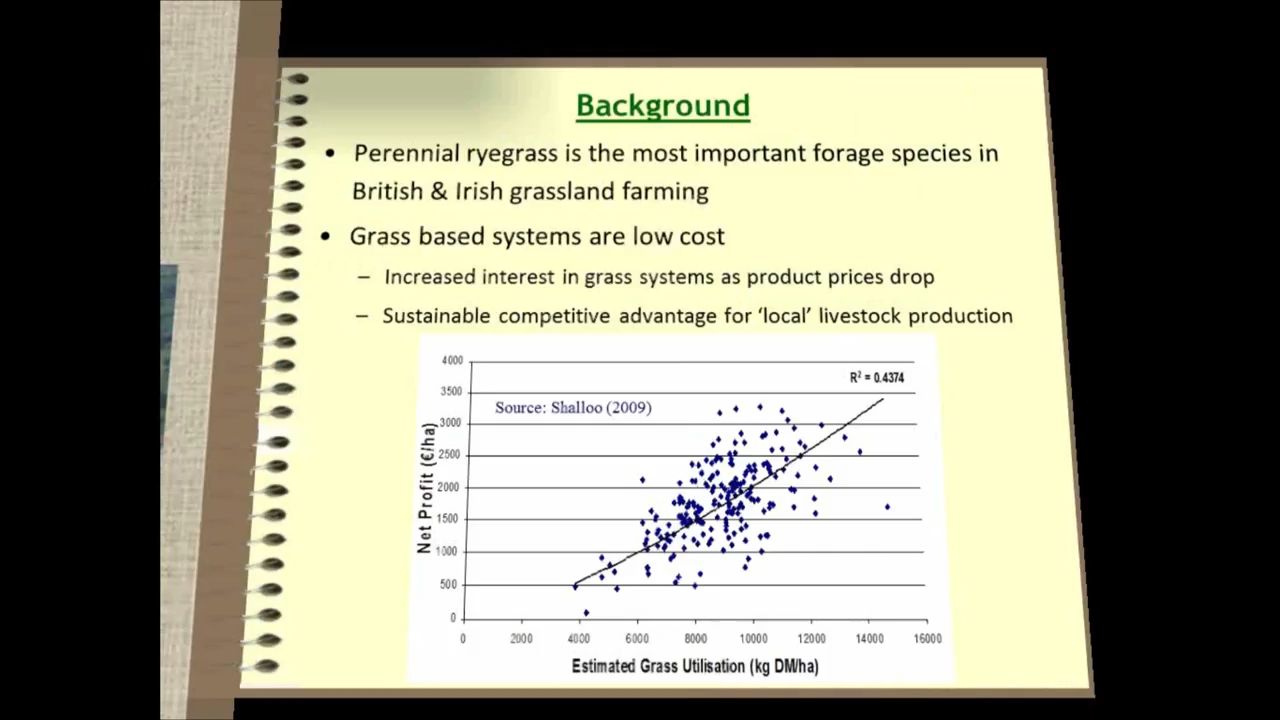 Background
• Perennial ryegrass is the most important forage species in
British & Irish grassland farming
• Grass based systems are low cost
– Increased interest in grass systems as product prices drop
– Sustainable competitive advantage for ‘local’ livestock production
4000
R² = 0.4374
3500
Source: Shalloo (2009)
3000
2500
2000
1500
1000
500
0
Net Profit (€/ha)
0 2000 4000 6000 8000 10000 12000 14000 16000
Estimated Grass Utilisation (kg DM/ha)